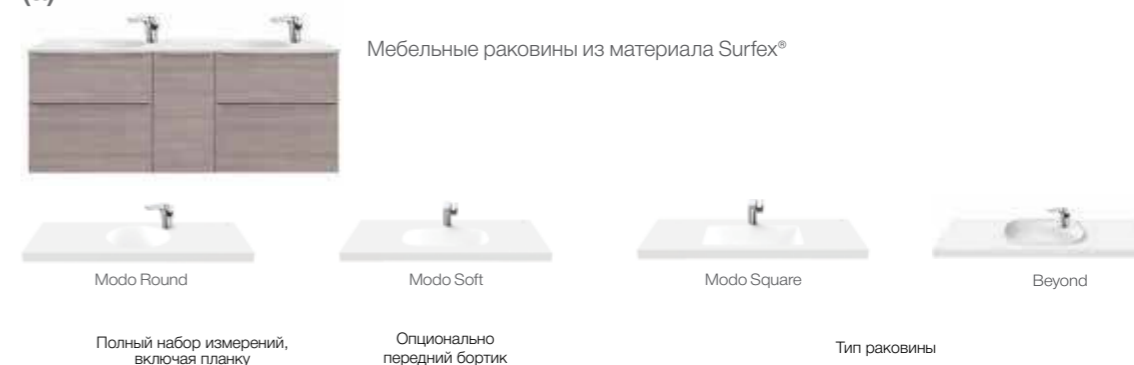 Мебельные раковины из материала Surfex®
Modo Round
Modo Soft
Modo Square
Beyond
Полный набор измерений,
включая планку
Опционально
передний бортик
Тип раковины